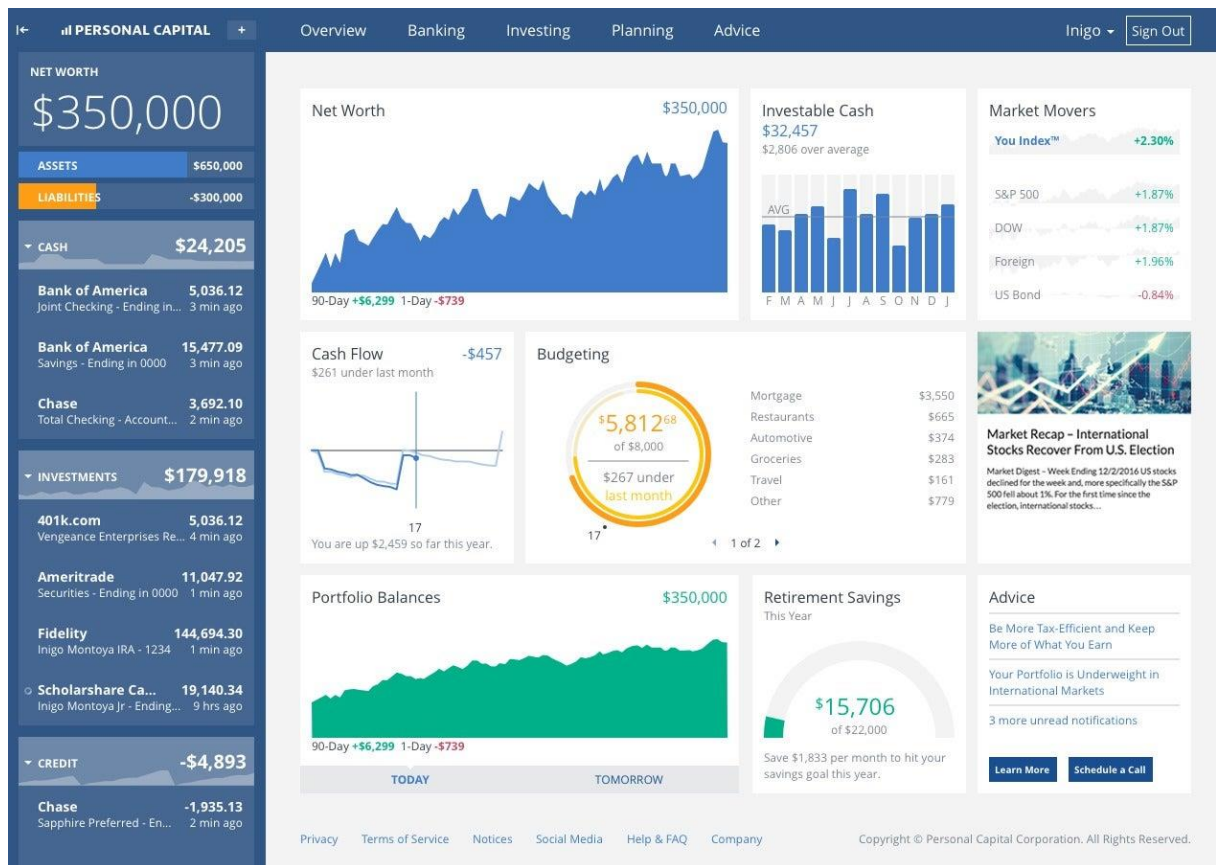 PERSONAL CAPITAL
+
Overview
Banking
Investing
Planning
Advice
Inigo
Sign Out
NET WORTH
$350,000
ASSETS $650,000
LIABILITIES -$300,000
CASH $24,205
Bank of America 5,036.12
Joint Checking - Ending in... 3 min ago
Bank of America 15,477.09
Savings - Ending in 0000 3 min ago
Chase 3,692.10
Total Checking - Account... 2 min ago
INVESTMENTS $179,918
401k.com 5,036.12
Vengeance Enterprises Re... 4 min ago
Ameritrade 11,047.92
Securities - Ending in 0000 1 min ago
Fidelity 144,694.30
Inigo Montoya IRA - 1234 1 min ago
Scholarshare Ca... 19,140.34
Inigo Montoya Jr - Ending... 9 hrs ago
CREDIT -$4,893
Chase -1,935.13
Sapphire Preferred - En... 2 min ago
Net Worth $350,000
90-Day +$6,299 1-Day -$739
Investable Cash
$32,457
$2,806 over average
AVG
F M A M J J A S O N D J
Market Movers
You Index™ +2.30%
S&P 500 +1.87%
DOW +1.87%
Foreign +1.96%
US Bond -0.84%
Cash Flow -$457
$261 under last month
17
You are up $2,459 so far this year.
Budgeting
$5,812⁶⁸
of $8,000
$267 under
last month
17
Mortgage $3,550
Restaurants $665
Automotive $374
Groceries $283
Travel $161
Other $779
1 of 2
Market Recap – International
Stocks Recover From U.S. Election
Market Digest – Week Ending 12/2/2016 US stocks
declined for the week and, more specifically the S&P
500 fell about 1%. For the first time since the
election, international stocks...
Portfolio Balances $350,000
90-Day +$6,299 1-Day -$739
TODAY TOMORROW
Retirement Savings
This Year
$15,706
of $22,000
Save $1,833 per month to hit your
savings goal this year.
Advice
Be More Tax-Efficient and Keep
More of What You Earn
Your Portfolio is Underweight in
International Markets
3 more unread notifications
Learn More
Schedule a Call
Privacy Terms of Service Notices Social Media Help & FAQ Company
Copyright © Personal Capital Corporation. All Rights Reserved.